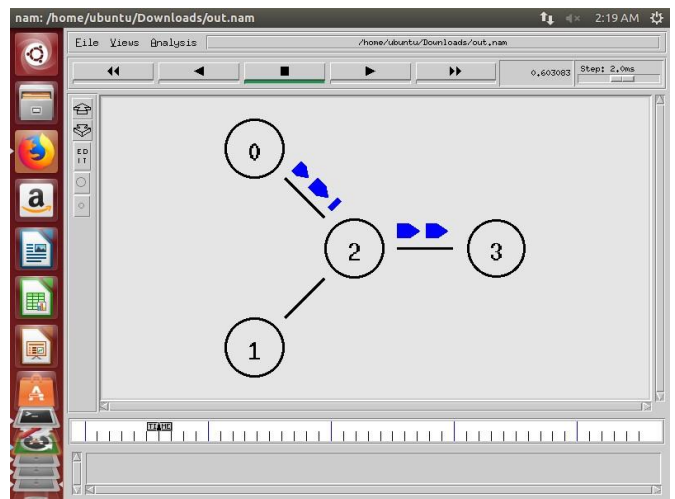 nam: /home/ubuntu/Downloads/out.nam
2:19 AM
File Views Analysis
/home/ubuntu/Downloads/out.nam
0.603083
Step: 2.0ms
ED
IT
0
2
3
1
TIME
a
A